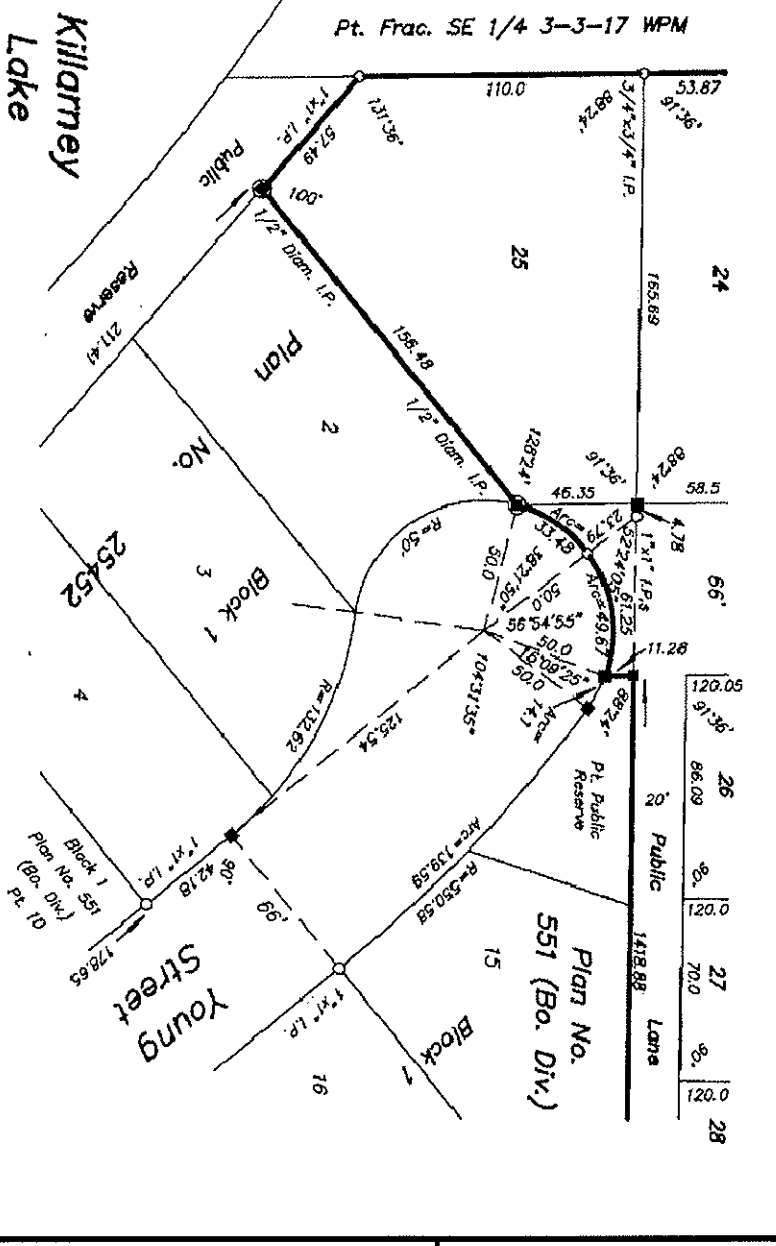 Pt. Frac. SE 1/4 3-3-17 WPM
Killarney
Lake
110.0
53.87
91°36'
88°24'
3/4"x3/4" I.P.
131°36'
1"x1" I.P.
57.49
Public
Reserve
211.41
100°
1/2" Diam. I.P.
25
24
165.69
156.48
1/2" Diam. I.P.
128°24'
91°36'
88°24'
46.35
58.5
4.78
66'
Plan
No.
25452
2
3
4
Block 1
R=50'
R=132.62
Arc=
33.48
23.79
52°24'05"
1"x1" I.P.s
61.25
50.0
38°21'50"
50.0
56°54'55"
Arc=49.67
50.0
16°09'25"
50.0
104°31'35"
11.28
Arc=
14.1
88°24'
120.05
91°36'
86.09
26
90°
120.0
27
70.0
90°
120.0
28
20'
Public
Lane
1418.88
Pt. Public
Reserve
Plan No.
551 (Bo. Div.)
15
Block
1
16
125.54
Arc=139.59
R=550.58
90°
66'
1"x1" I.P.
42.18
1"x1" I.P.
178.65
Block 1
Plan No. 551
(Bo. Div.)
Pt. 10
Young
Street